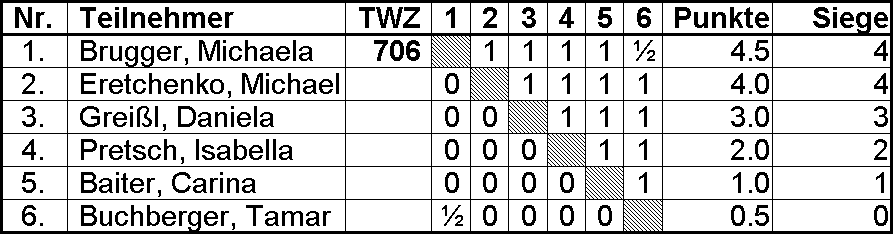 Nr. Teilnehmer TWZ 1 2 3 4 5 6 Punkte Siege
1. Brugger, Michaela 706 1 1 1 1 ½ 4.5 4
2. Eretchenko, Michael 0 1 1 1 1 4.0 4
3. Greißl, Daniela 0 0 1 1 1 3.0 3
4. Pretsch, Isabella 0 0 0 1 1 2.0 2
5. Baiter, Carina 0 0 0 0 1 1.0 1
6. Buchberger, Tamar ½ 0 0 0 0 0.5 0